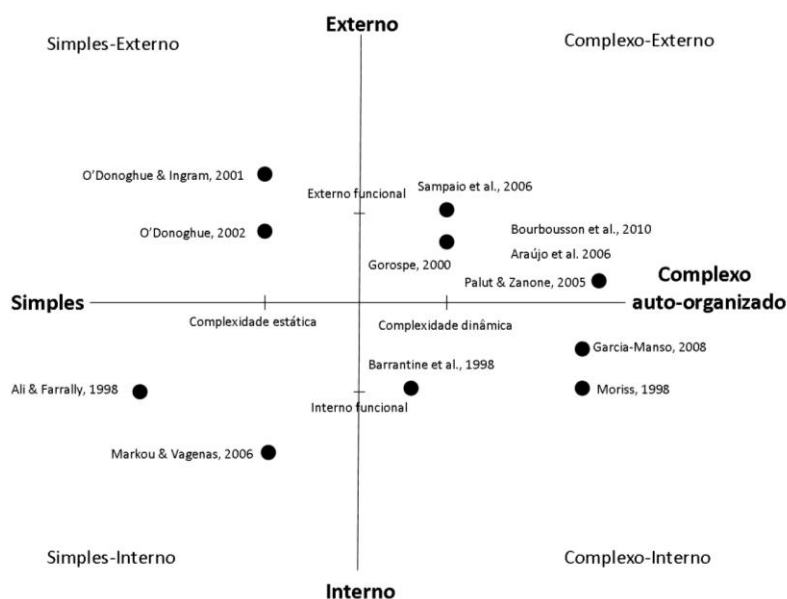 Externo
Simples-Externo
Complexo-Externo
O'Donoghue & Ingram, 2001
Externo funcional
Sampaio et al., 2006
O'Donoghue, 2002
Bourbousson et al., 2010
Araújo et al. 2006
Gorospe, 2000
Palut & Zanone, 2005
Complexo
auto-organizado
Simples
Complexidade estática
Complexidade dinâmica
Garcia-Manso, 2008
Barrantine et al., 1998
Ali & Farrally, 1998
Moriss, 1998
Interno funcional
Markou & Vagenas, 2006
Simples-Interno
Complexo-Interno
Interno